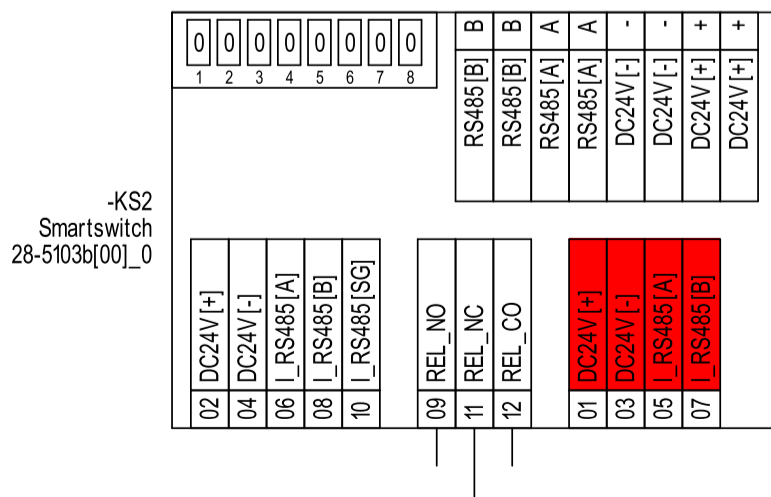 0 0 0 0 0 0 0 0
1 2 3 4 5 6 7 8
B B A A - - + +
RS485[B] RS485[B] RS485[A] RS485[A] DC24V[-] DC24V[-] DC24V[+] DC24V[+]
-KS2
Smartswitch
28-5103b[00]_0
DC24V[+] DC24V[-] I_RS485[A] I_RS485[B] I_RS485[SG] REL_NO REL_NC REL_CO DC24V[+] DC24V[-] I_RS485[A] I_RS485[B]
02 04 06 08 10 09 11 12 01 03 05 07